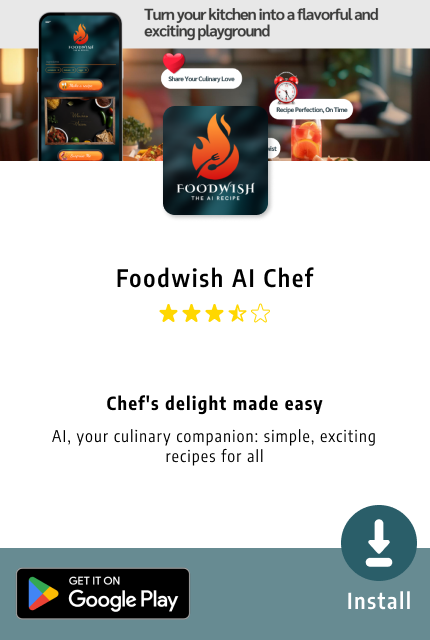 Turn your kitchen into a flavorful and
exciting playground
FOODWISH
Share Your Culinary Love
Recipe Perfection, On Time
FOODWISH
THE AI RECIPE
Foodwish AI Chef
Chef's delight made easy
AI, your culinary companion: simple, exciting
recipes for all
GET IT ON
Google Play
Install